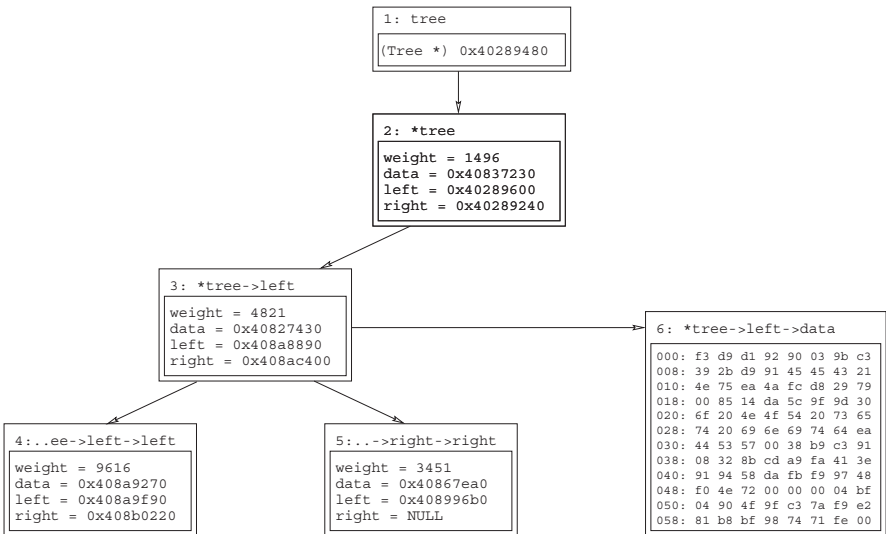 1: tree
(Tree *) 0x40289480
2: *tree
weight = 1496
data = 0x40837230
left = 0x40289600
right = 0x40289240
3: *tree->left
weight = 4821
data = 0x40827430
left = 0x408a8890
right = 0x408ac400
4:..ee->left->left
weight = 9616
data = 0x408a9270
left = 0x408a9f90
right = 0x408b0220
5:..->right->right
weight = 3451
data = 0x40867ea0
left = 0x408996b0
right = NULL
6: *tree->left->data
000: f3 d9 d1 92 90 03 9b c3
008: 39 2b d9 91 45 45 43 21
010: 4e 75 ea 4a fc d8 29 79
018: 00 85 14 da 5c 9f 9d 30
020: 6f 20 4e 4f 54 20 73 65
028: 74 20 69 6e 69 74 64 ea
030: 44 53 57 00 38 b9 c3 91
038: 08 32 8b cd a9 fa 41 3e
040: 91 94 58 da fb f9 97 48
048: f0 4e 72 00 00 00 04 bf
050: 04 90 4f 9f c3 7a f9 e2
058: 81 b8 bf 98 74 71 fe 00